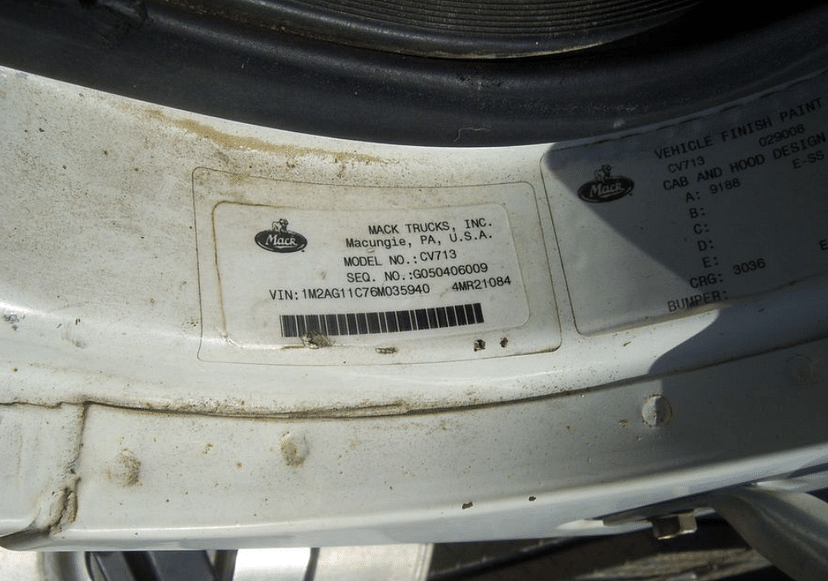 Mack
MACK TRUCKS, INC.
Macungie, PA, U.S.A.
MODEL NO.:CV713
SEQ. NO.:G050406009
VIN:1M2AG11C76M035940 4MR21084
Mack
VEHICLE FINISH PAINT
CV713 029008
CAB AND HOOD DESIGN
A: 9188 E-SS
B:
C:
D:
E: E
CRG: 3036
BUMPER: